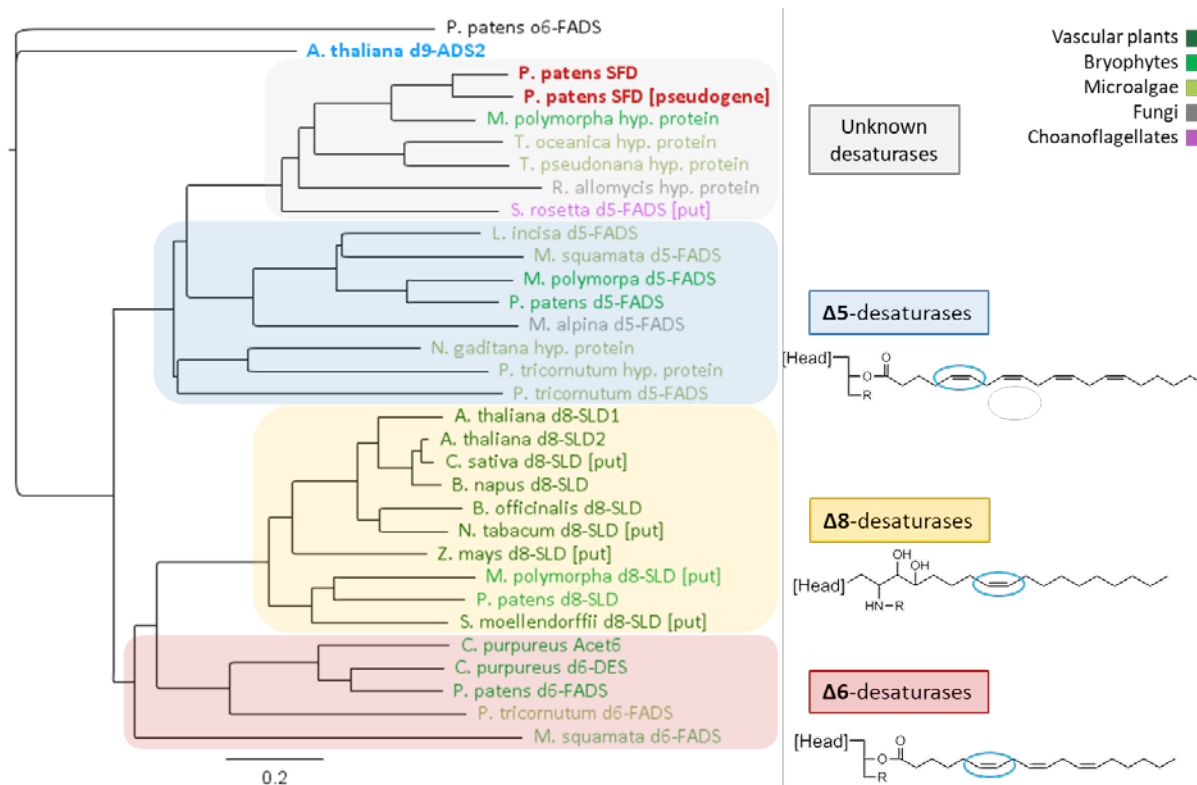 P. patens o6-FADS
A. thaliana d9-ADS2
P. patens SFD
P. patens SFD [pseudogene]
M. polymorpha hyp. protein
T. oceanica hyp. protein
T. pseudonana hyp. protein
R. allomycis hyp. protein
S. rosetta d5-FADS [put]
L. incisa d5-FADS
M. squamata d5-FADS
M. polymorpa d5-FADS
P. patens d5-FADS
M. alpina d5-FADS
N. gaditana hyp. protein
P. tricornutum hyp. protein
P. tricornutum d5-FADS
A. thaliana d8-SLD1
A. thaliana d8-SLD2
C. sativa d8-SLD [put]
B. napus d8-SLD
B. officinalis d8-SLD
N. tabacum d8-SLD [put]
Z. mays d8-SLD [put]
M. polymorpha d8-SLD [put]
P. patens d8-SLD
S. moellendorffii d8-SLD [put]
C. purpureus Acet6
C. purpureus d6-DES
P. patens d6-FADS
P. tricornutum d6-FADS
M. squamata d6-FADS
0.2
Vascular plants
Bryophytes
Microalgae
Fungi
Choanoflagellates
Unknown
desaturases
Δ5-desaturases
[Head]
O
O
R
Δ8-desaturases
OH
OH
[Head]
HN-R
Δ6-desaturases
[Head]
O
O
R